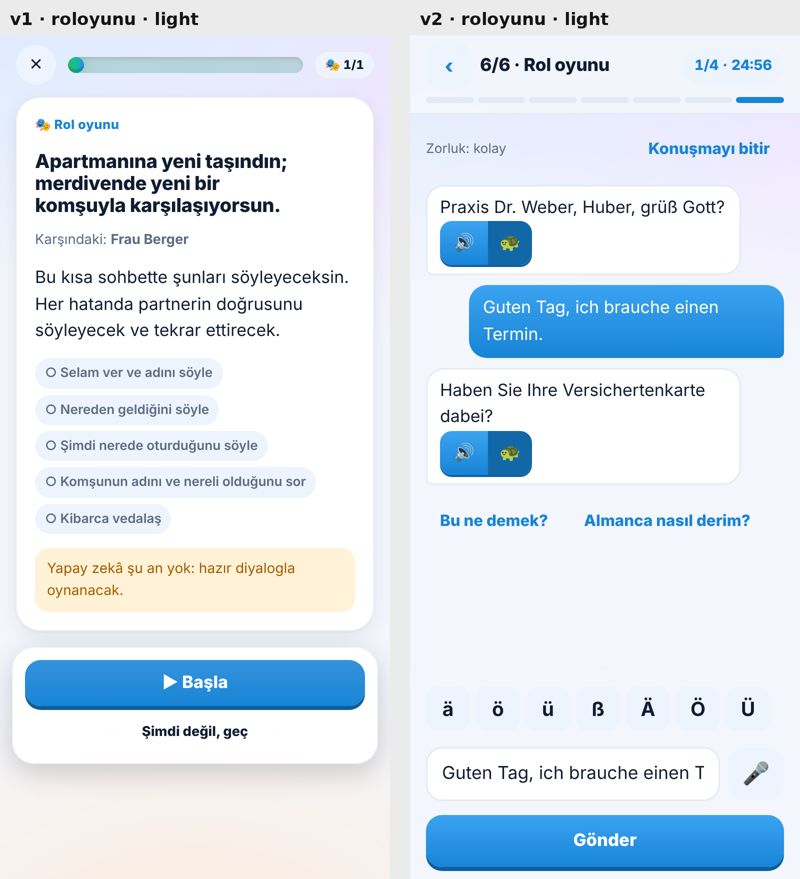 v1 · roloyunu · light
✕
🎭 1/1
🎭 Rol oyunu
Apartmanına yeni taşındın;
merdivende yeni bir
komşuyla karşılaşıyorsun.
Karşındaki: Frau Berger
Bu kısa sohbette şunları söyleyeceksin.
Her hatanda partnerin doğrusunu
söyleyecek ve tekrar ettirecek.
○ Selam ver ve adını söyle
○ Nereden geldiğini söyle
○ Şimdi nerede oturduğunu söyle
○ Komşunun adını ve nereli olduğunu sor
○ Kibarca vedalaş
Yapay zekâ şu an yok: hazır diyalogla
oynanacak.
▶ Başla
Şimdi değil, geç
v2 · roloyunu · light
‹ 6/6 · Rol oyunu 1/4 · 24:56
Zorluk: kolay Konuşmayı bitir
Praxis Dr. Weber, Huber, grüß Gott?
Guten Tag, ich brauche einen
Termin.
Haben Sie Ihre Versichertenkarte
dabei?
Bu ne demek? Almanca nasıl derim?
ä ö ü ß Ä Ö Ü
Guten Tag, ich brauche einen T
Gönder